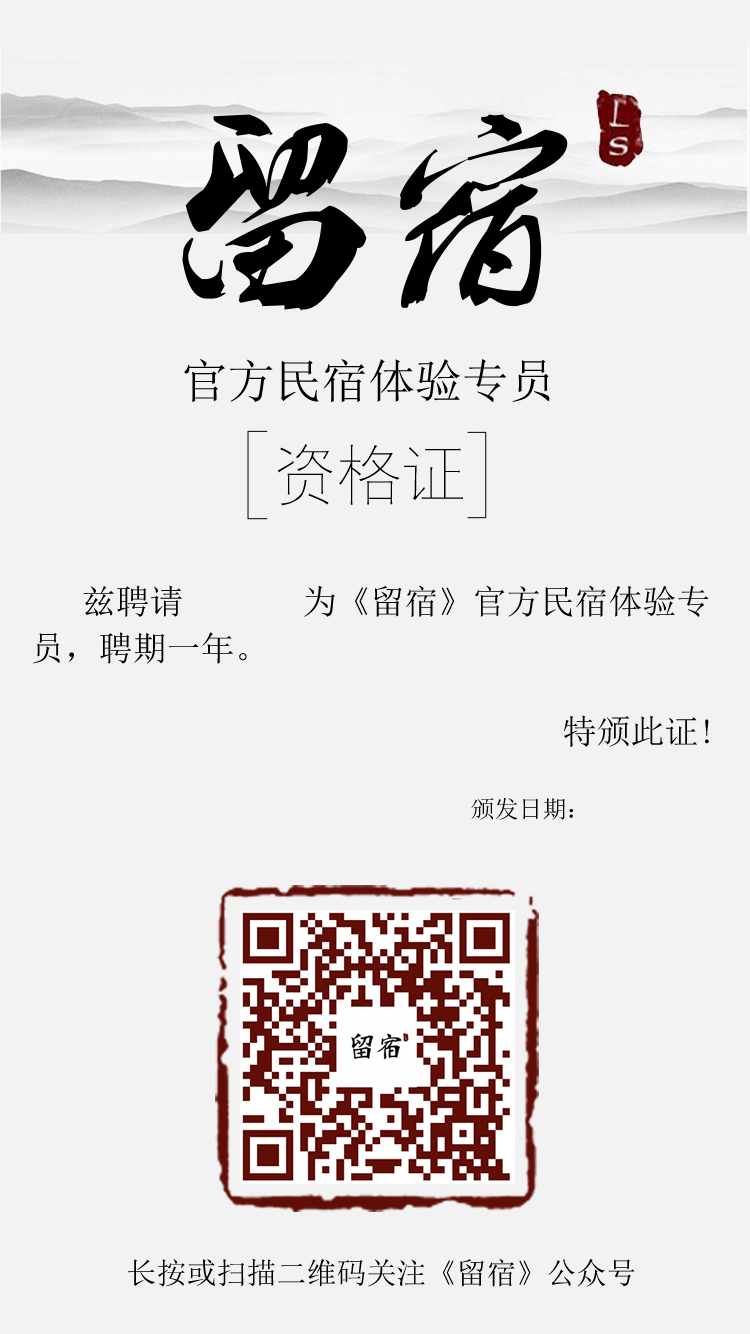 留宿
LS
官方民宿体验专员
资格证
兹聘请 为《留宿》官方民宿体验专
员，聘期一年。
特颁此证!
颁发日期:
留宿
长按或扫描二维码关注《留宿》公众号